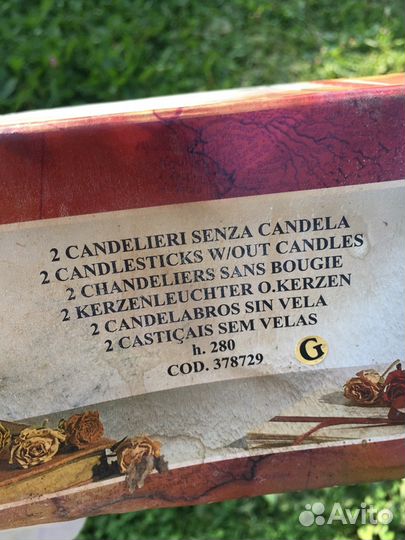 2 CANDELIERI SENZA CANDELA
2 CANDLESTICKS W/OUT CANDLES
2 CHANDELIERS SANS BOUGIE
2 KERZENLEUCHTER O.KERZEN
2 CANDELABROS SIN VELA
2 CASTIÇAIS SEM VELAS
h. 280
COD. 378729
G
Avito